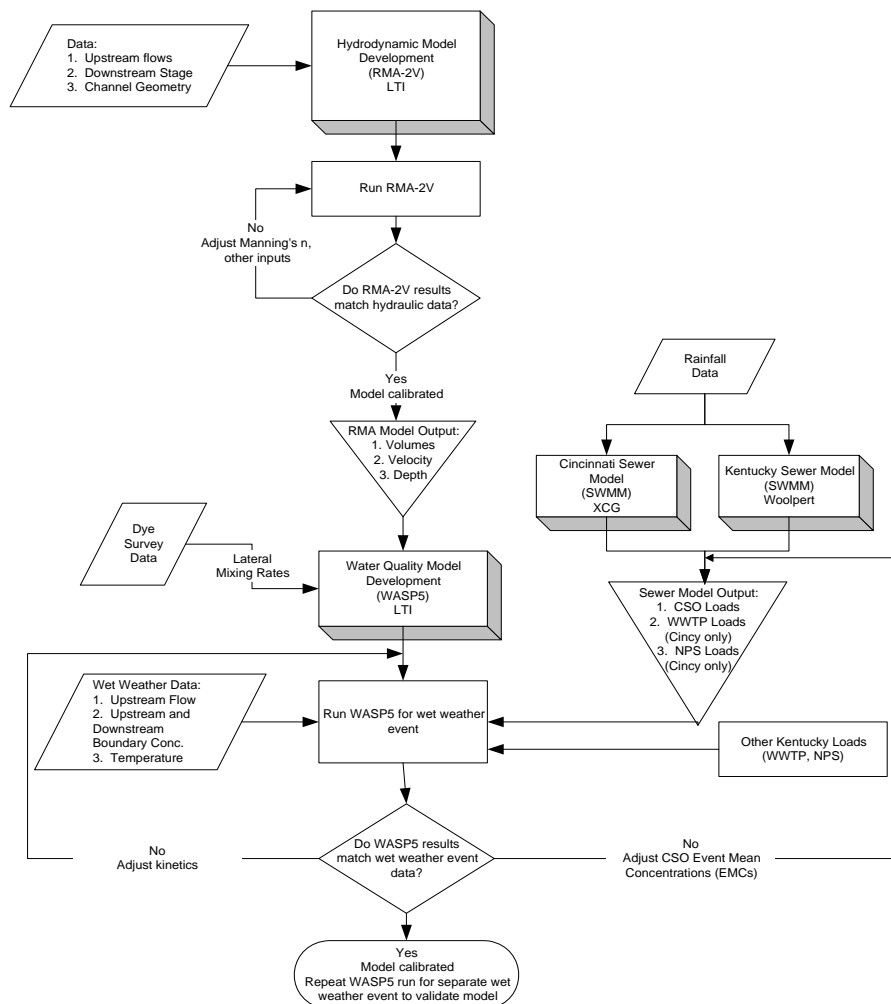 Data:
1. Upstream flows
2. Downstream Stage
3. Channel Geometry
Hydrodynamic Model
Development
(RMA-2V)
LTI
Run RMA-2V
No
Adjust Manning's n,
other inputs
Do RMA-2V results
match hydraulic data?
Yes
Model calibrated
Rainfall
Data
RMA Model Output:
1. Volumes
2. Velocity
3. Depth
Cincinnati Sewer
Model
(SWMM)
XCG
Kentucky Sewer Model
(SWMM)
Woolpert
Dye
Survey
Data
Lateral
Mixing Rates
Water Quality Model
Development
(WASP5)
LTI
Sewer Model Output:
1. CSO Loads
2. WWTP Loads
(Cincy only)
3. NPS Loads
(Cincy only)
Wet Weather Data:
1. Upstream Flow
2. Upstream and
Downstream
Boundary Conc.
3. Temperature
Run WASP5 for wet weather
event
Other Kentucky Loads
(WWTP, NPS)
No
Adjust kinetics
Do WASP5 results
match wet weather event
data?
No
Adjust CSO Event Mean
Concentrations (EMCs)
Yes
Model calibrated
Repeat WASP5 run for separate wet
weather event to validate model